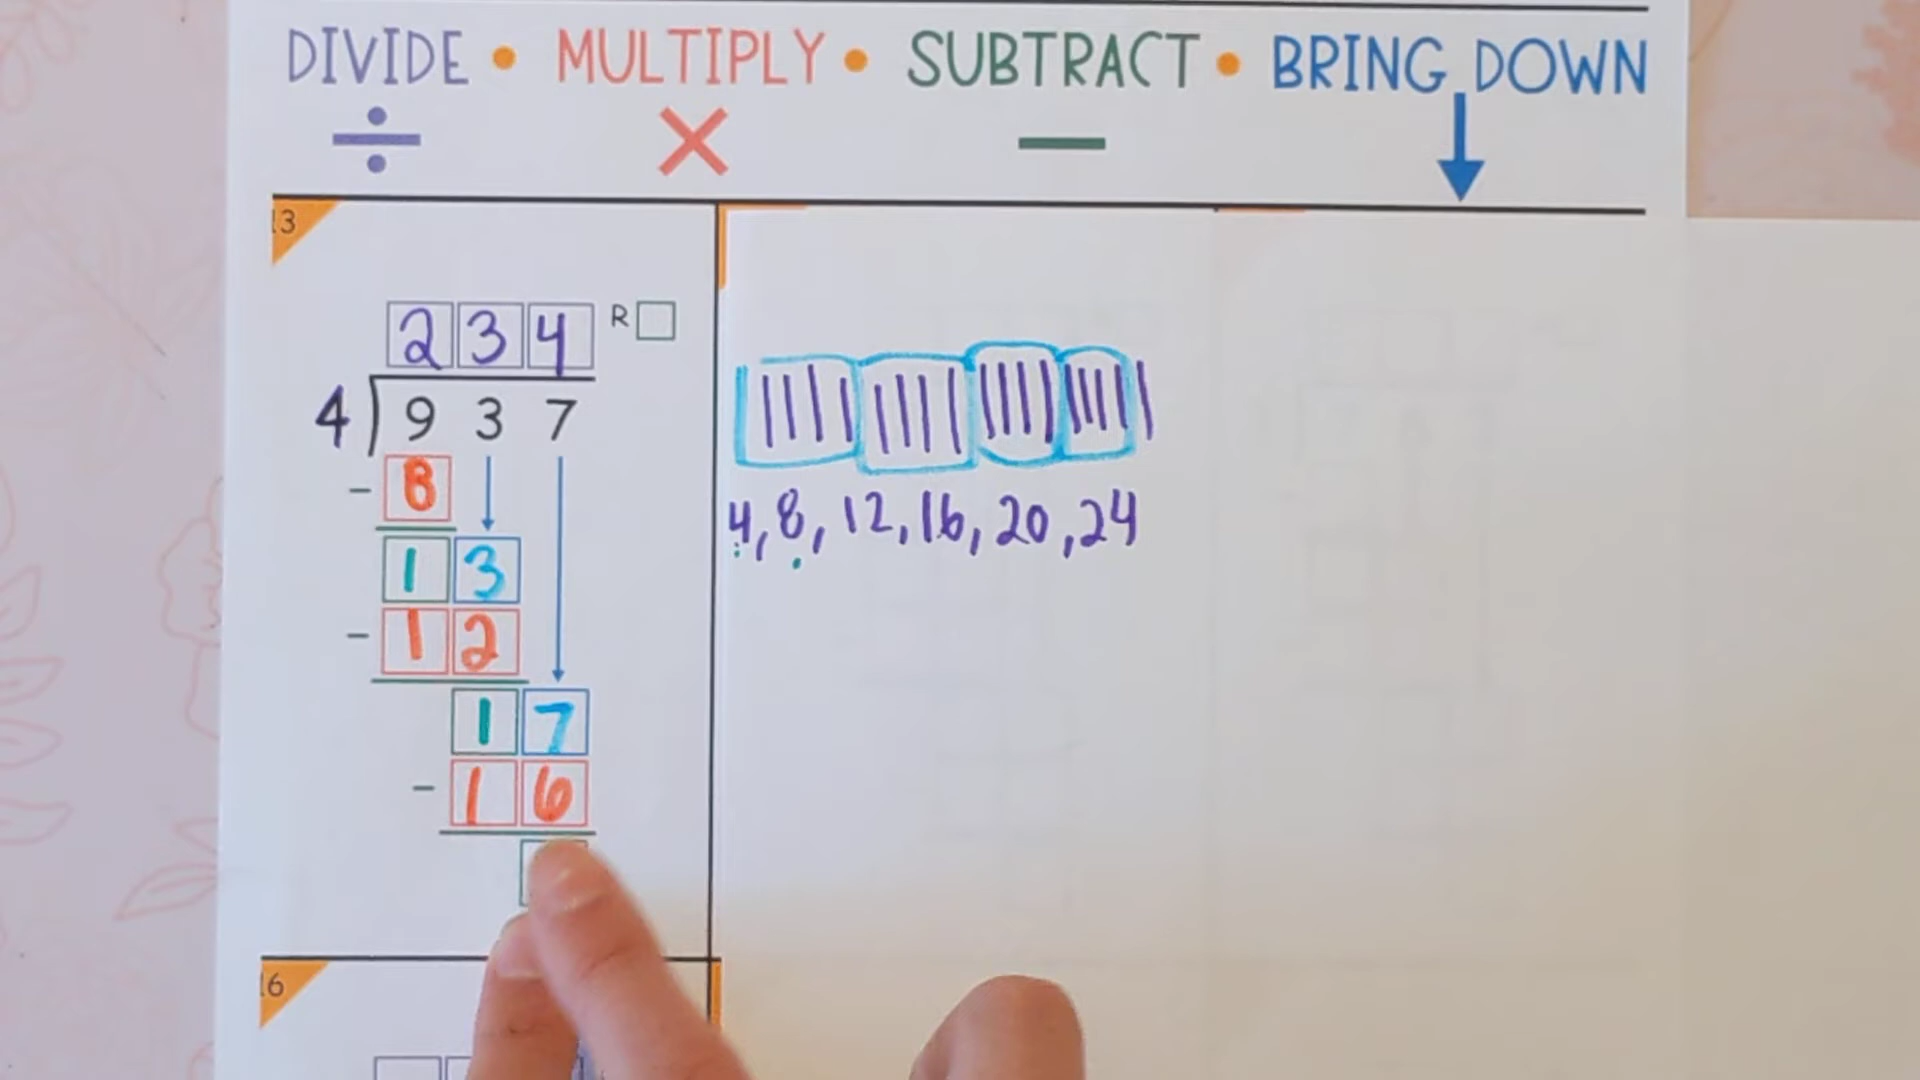 DIVIDE • MULTIPLY • SUBTRACT • BRING DOWN
÷ × −
13
234 R
4)937
- 8
13
- 12
17
- 16
4, 8, 12, 16, 20, 24
16